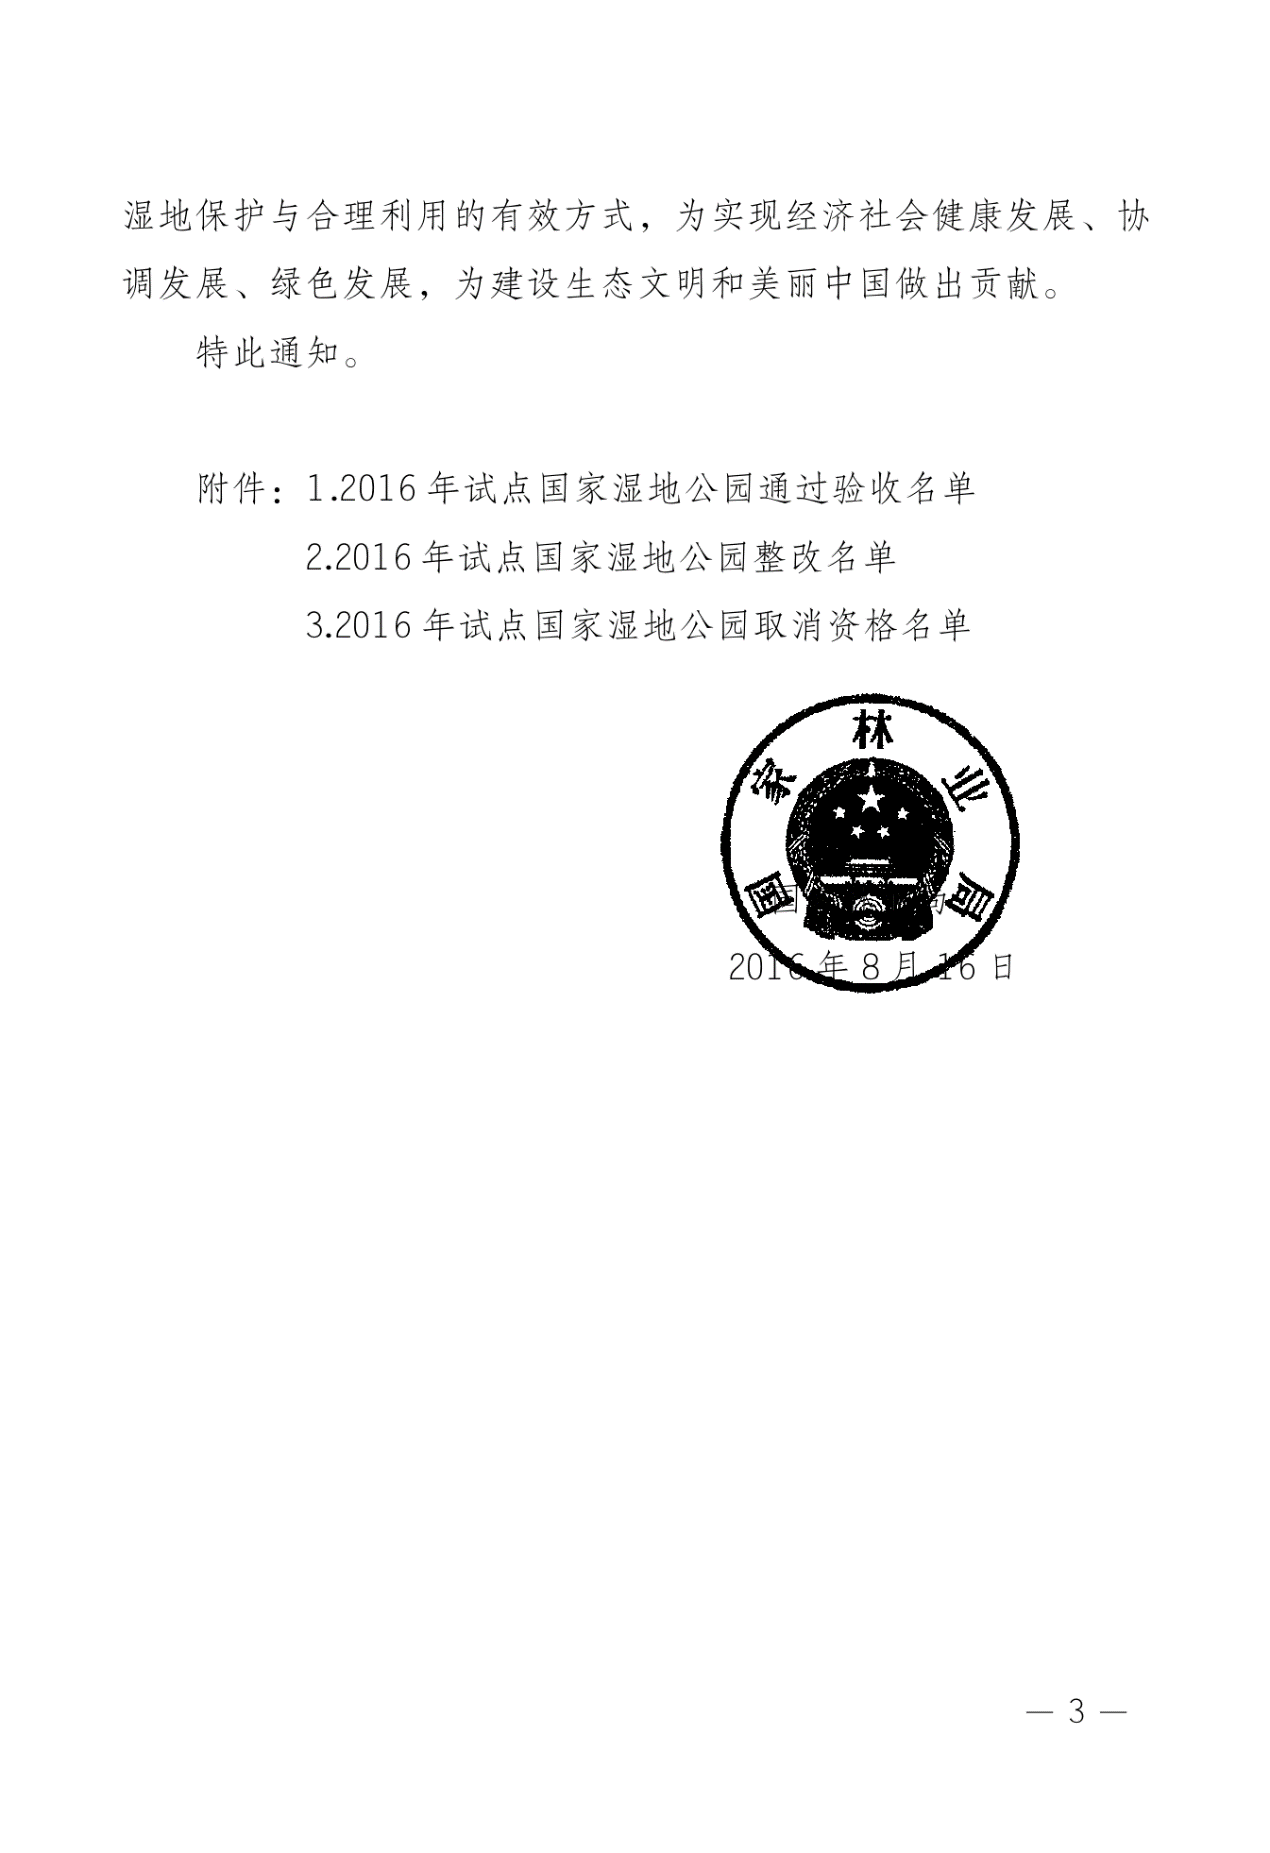 湿地保护与合理利用的有效方式，为实现经济社会健康发展、协
调发展、绿色发展，为建设生态文明和美丽中国做出贡献。
特此通知。
附件：1.2016年试点国家湿地公园通过验收名单
2.2016年试点国家湿地公园整改名单
3.2016年试点国家湿地公园取消资格名单
国家林业局
2016年8月16日
— 3 —